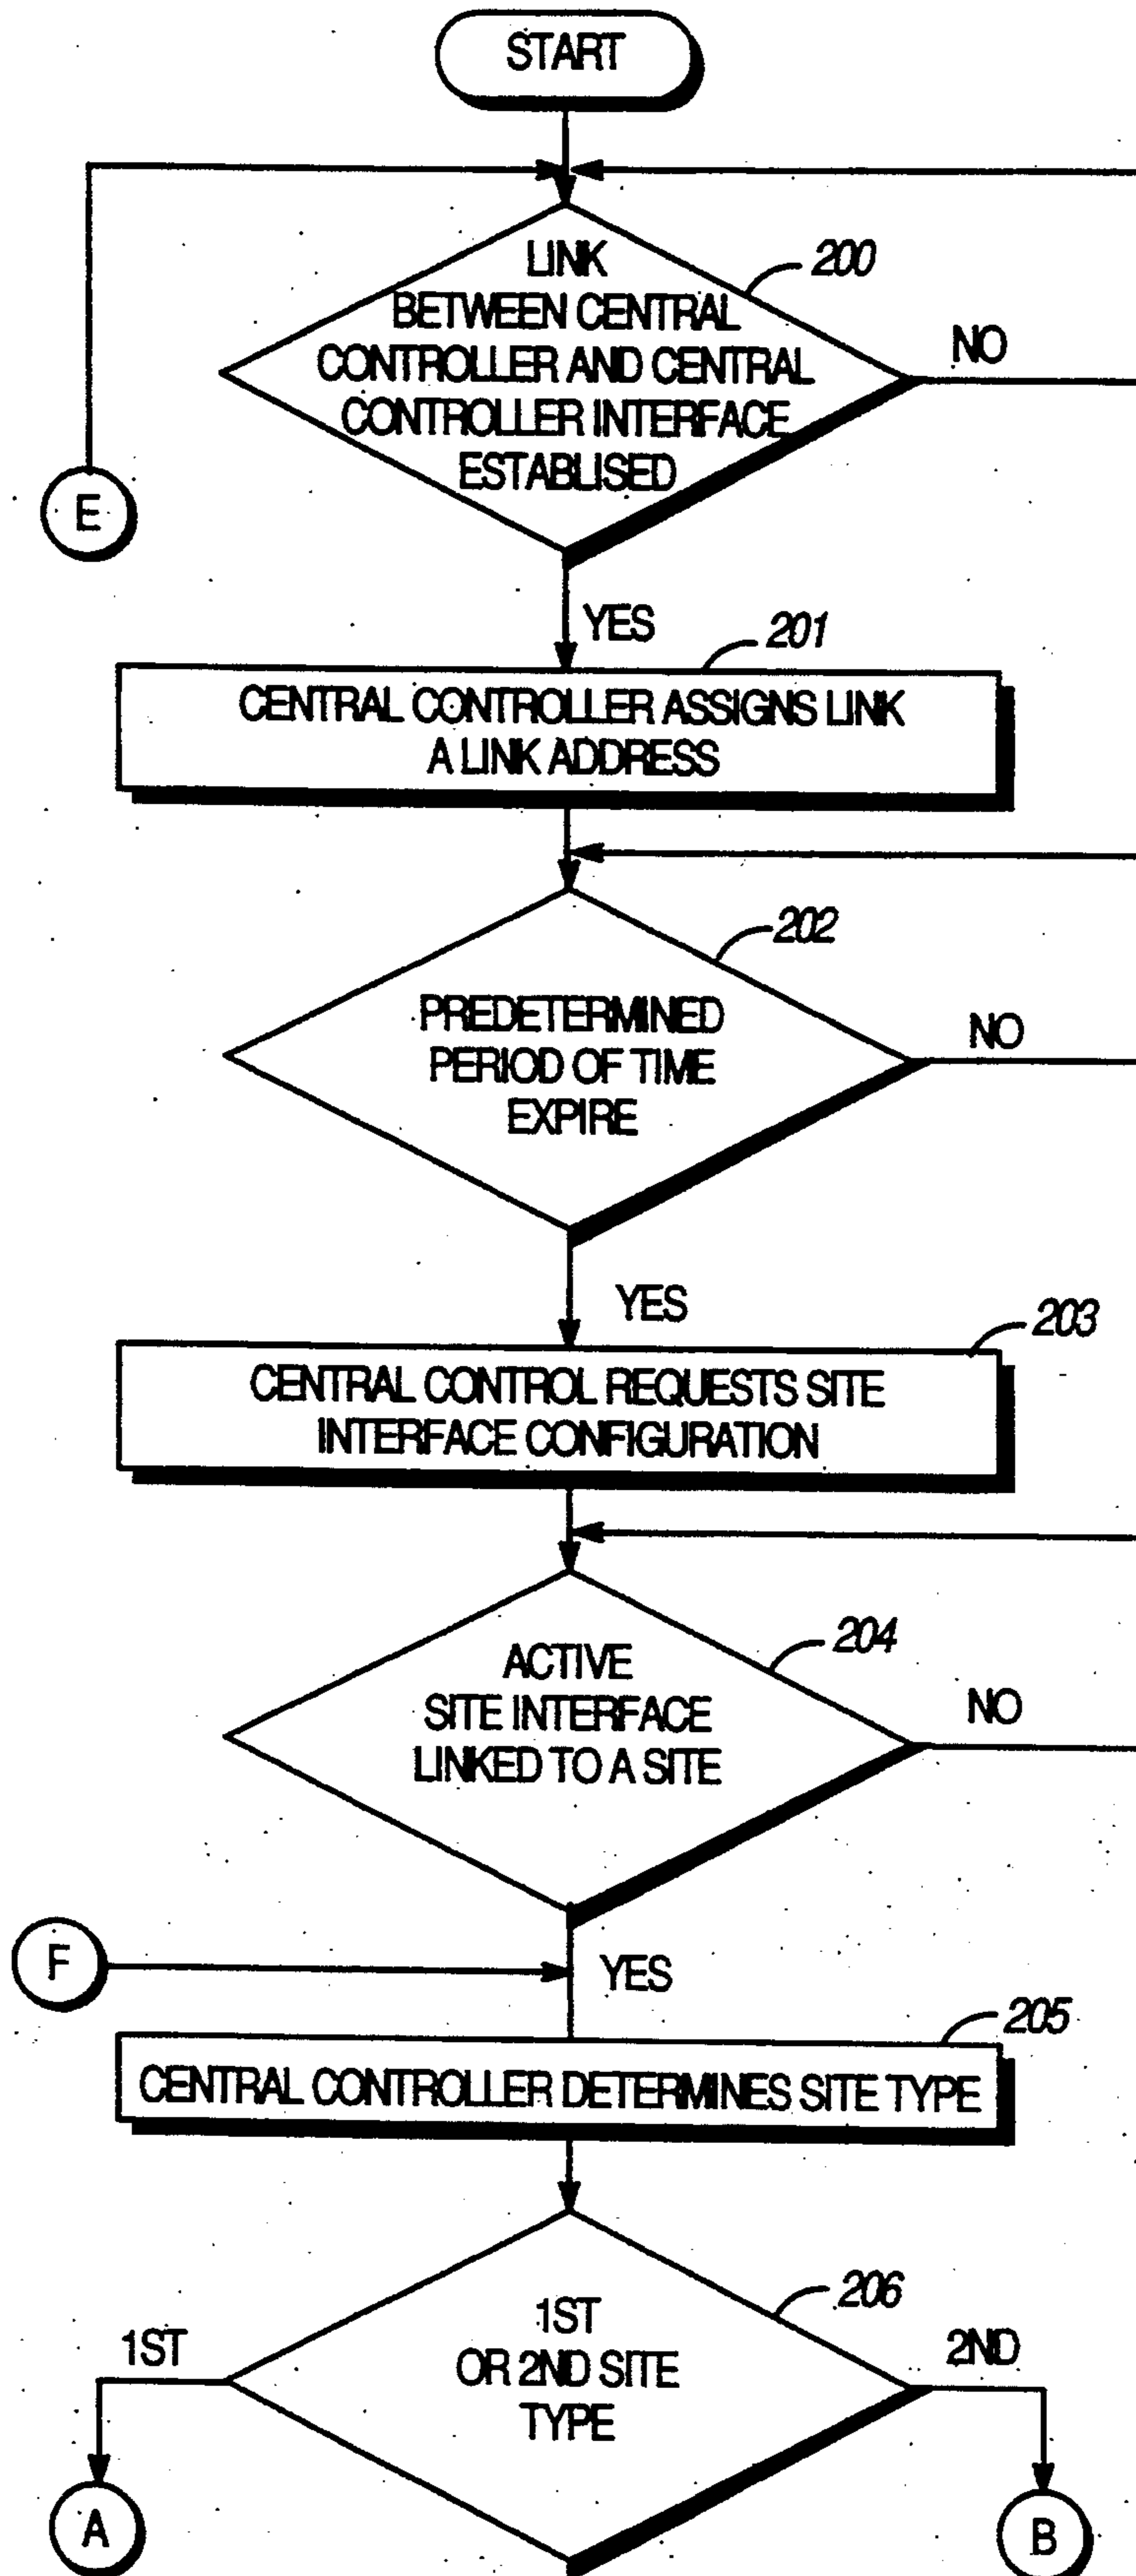 START
200
LINK
BETWEEN CENTRAL
CONTROLLER AND CENTRAL
CONTROLLER INTERFACE
ESTABLISED
NO
E
YES
201
CENTRAL CONTROLLER ASSIGNS LINK
A LINK ADDRESS
202
PREDETERMINED
PERIOD OF TIME
EXPIRE
NO
YES
203
CENTRAL CONTROL REQUESTS SITE
INTERFACE CONFIGURATION
204
ACTIVE
SITE INTERFACE
LINKED TO A SITE
NO
F
YES
205
CENTRAL CONTROLLER DETERMINES SITE TYPE
206
1ST
OR 2ND SITE
TYPE
1ST
2ND
A
B